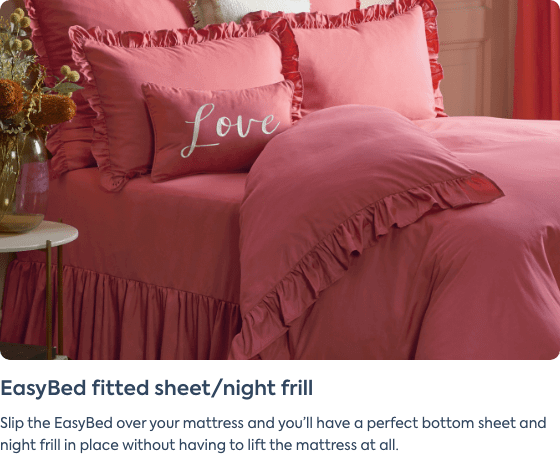 Love
EasyBed fitted sheet/night frill
Slip the EasyBed over your mattress and you’ll have a perfect bottom sheet and
night frill in place without having to lift the mattress at all.